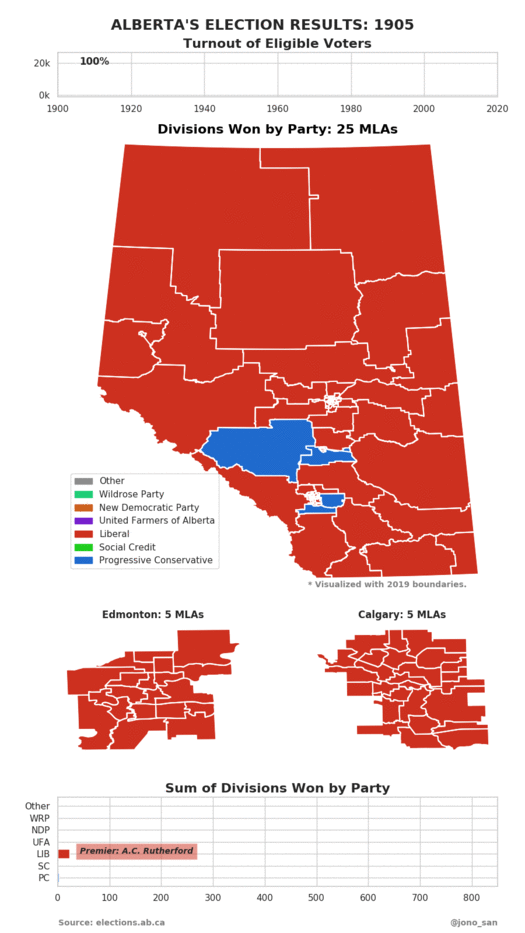 ALBERTA'S ELECTION RESULTS: 1905
Turnout of Eligible Voters
20k
100%
0k
1900 1920 1940 1960 1980 2000 2020
Divisions Won by Party: 25 MLAs
Other
Wildrose Party
New Democratic Party
United Farmers of Alberta
Liberal
Social Credit
Progressive Conservative
* Visualized with 2019 boundaries.
Edmonton: 5 MLAs Calgary: 5 MLAs
Sum of Divisions Won by Party
Other
WRP
NDP
UFA
LIB Premier: A.C. Rutherford
SC
PC
0 100 200 300 400 500 600 700 800
Source: elections.ab.ca @jono_san